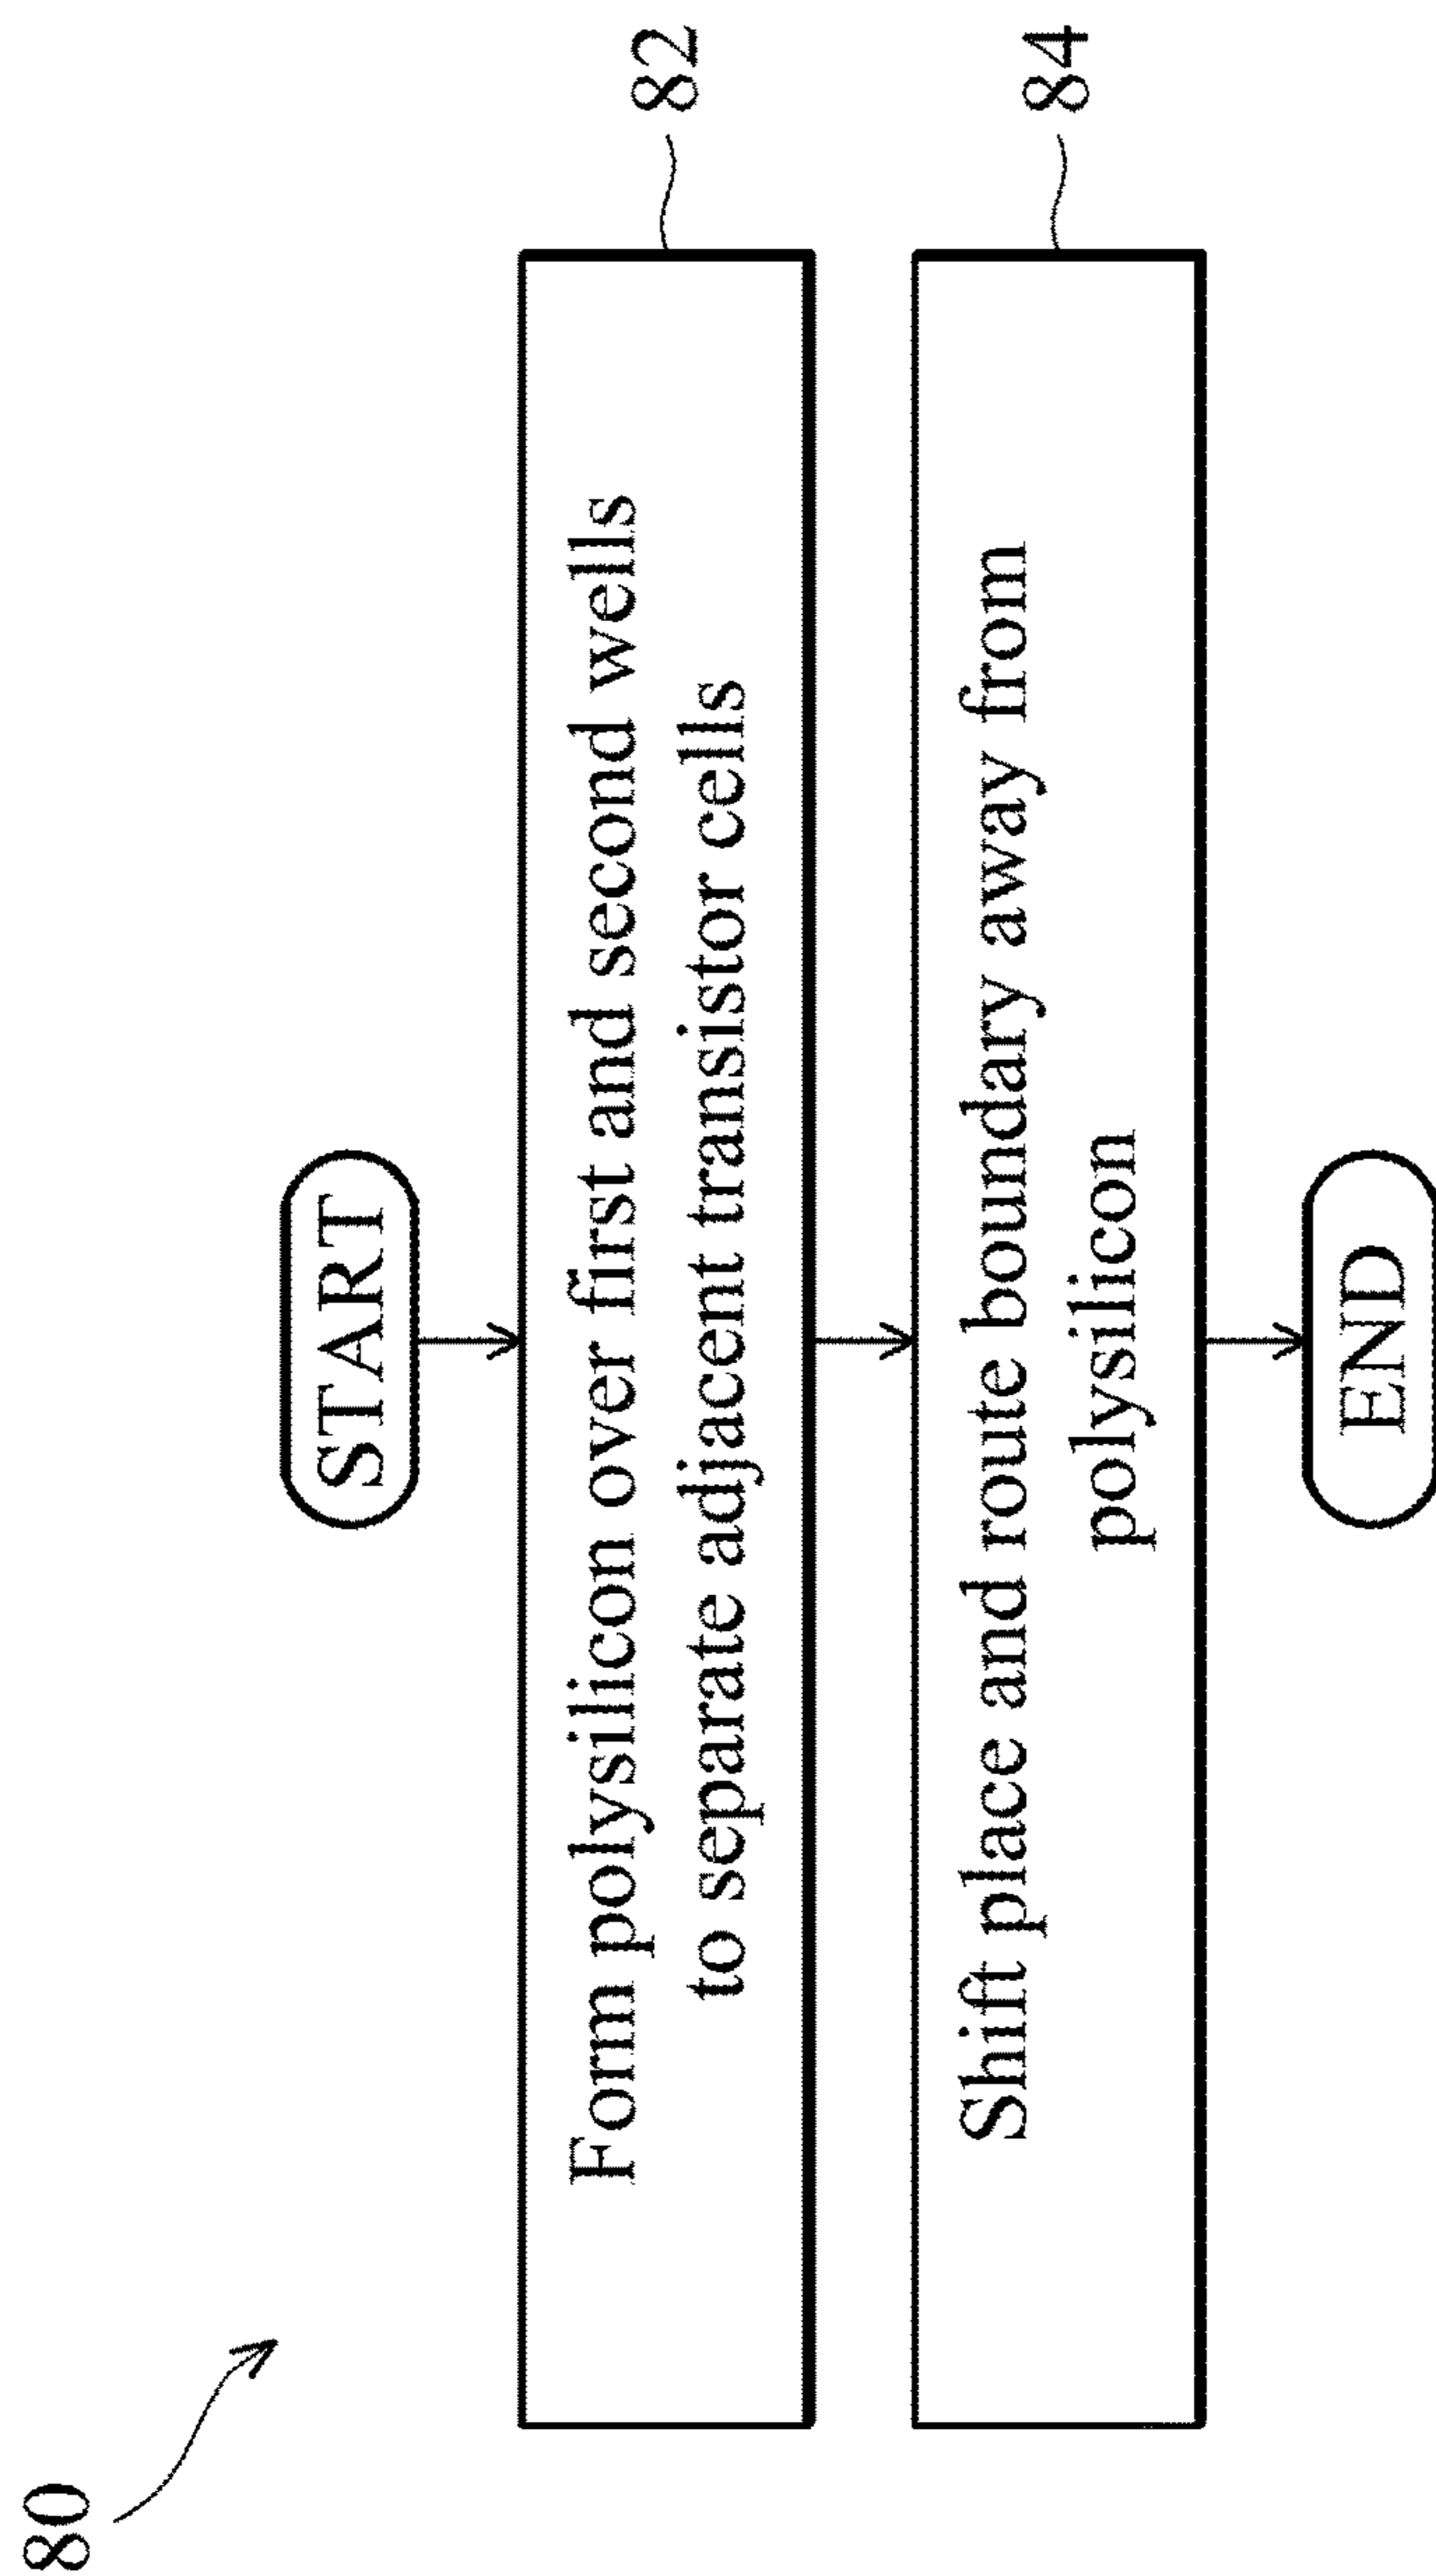 80
START
Form polysilicon over first and second wells
to separate adjacent transistor cells
82
Shift place and route boundary away from
polysilicon
84
END